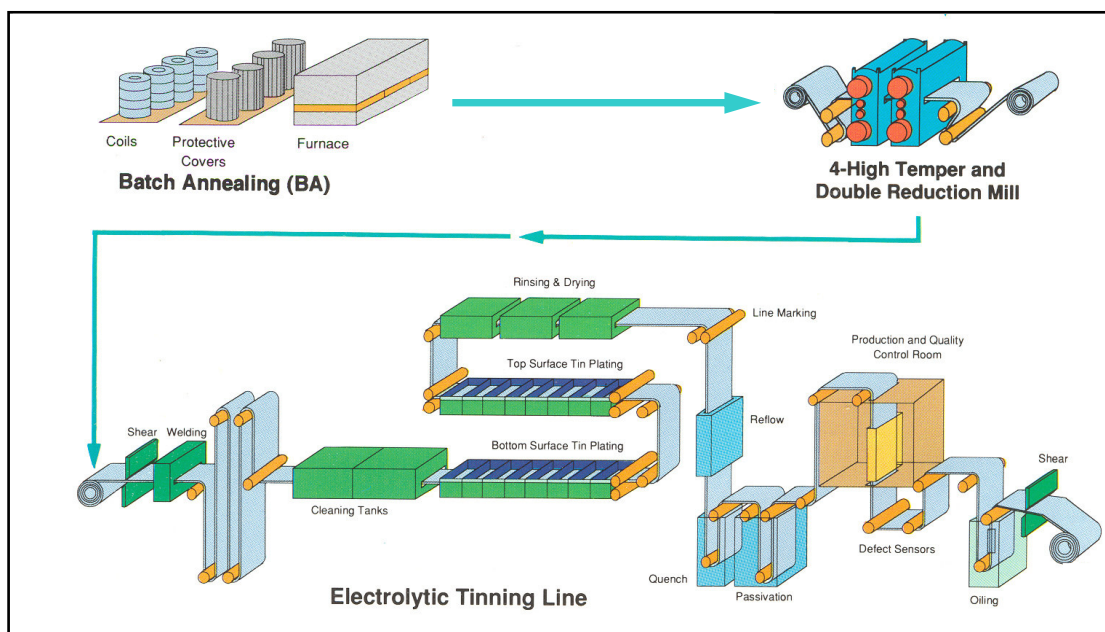 Coils
Protective
Covers
Furnace
Batch Annealing (BA)
4-High Temper and
Double Reduction Mill
Rinsing & Drying
Line Marking
Production and Quality
Control Room
Top Surface Tin Plating
Reflow
Shear
Welding
Bottom Surface Tin Plating
Shear
Cleaning Tanks
Defect Sensors
Quench
Passivation
Oiling
Electrolytic Tinning Line